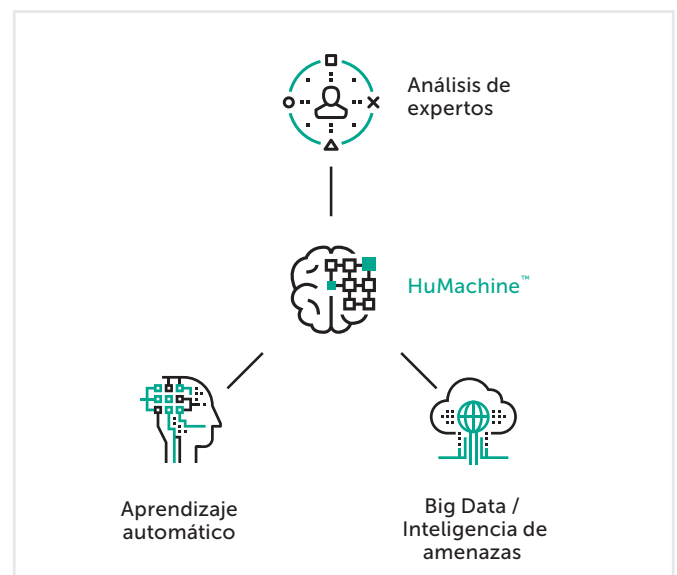 Análisis de
expertos
HuMachine™
Aprendizaje
automático
Big Data /
Inteligencia de
amenazas